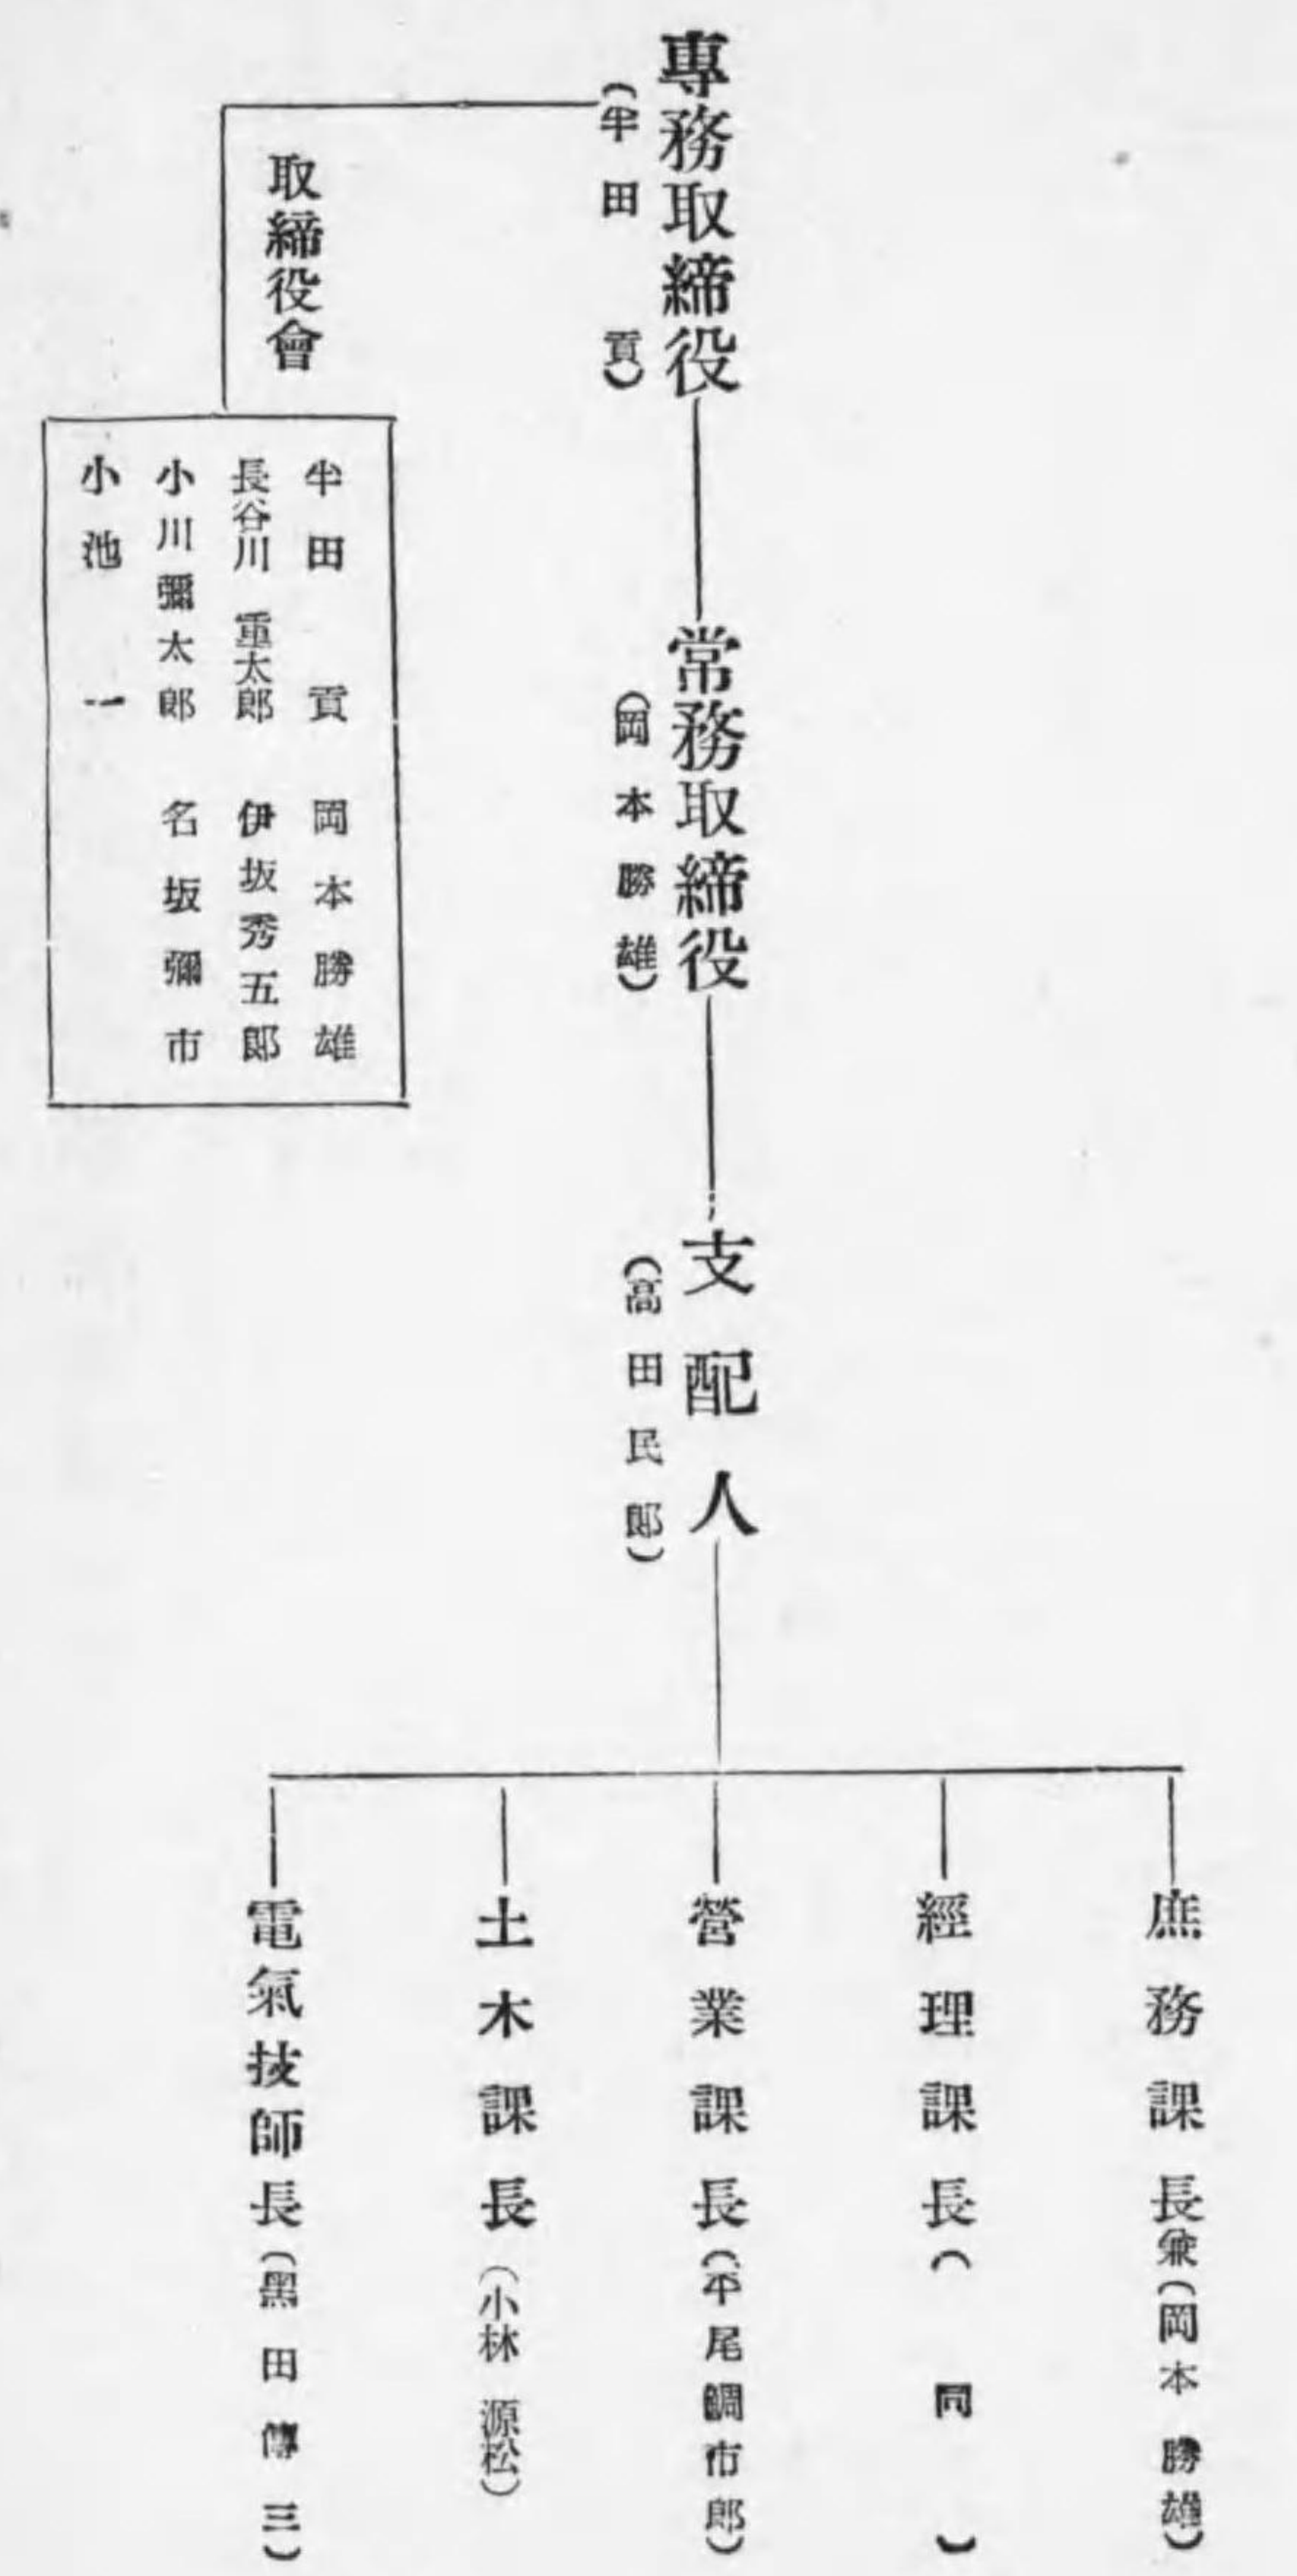 專務取締役
(半田 貢)
常務取締役
(岡本勝雄)
支配人
(高田民郎)
取締役會
半田 貢 岡本勝雄
長谷川重太郎 伊坂秀五郎
小川彌太郎 名坂彌市
小池一
庶務課長兼(岡本勝雄)
經理課長( 同 )
營業課長(平尾鯛市郎)
土木課長(小林源松)
電氣技師長(黑田傳三)